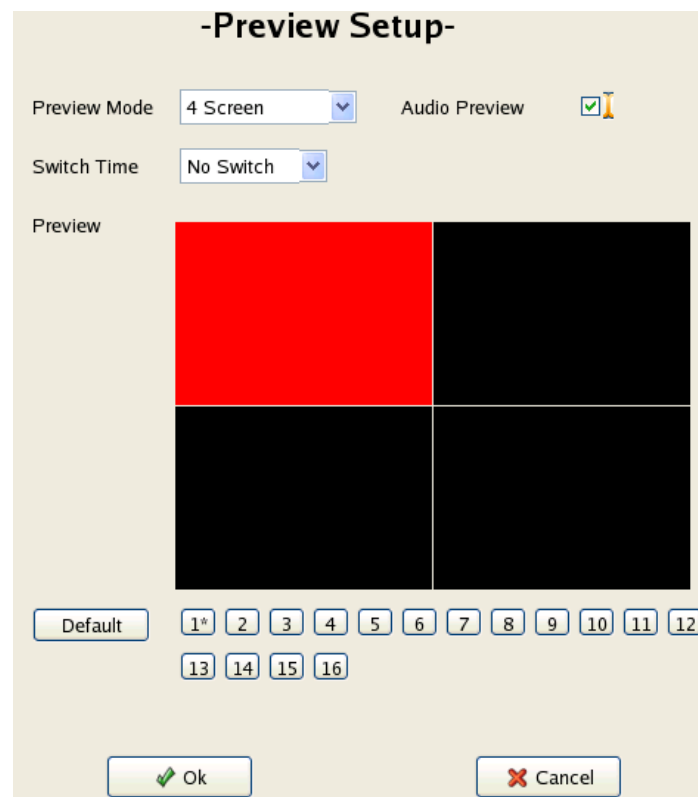 -Preview Setup-
Preview Mode 4 Screen Audio Preview
Switch Time No Switch
Preview
Default 1* 2 3 4 5 6 7 8 9 10 11 12
13 14 15 16
Ok Cancel